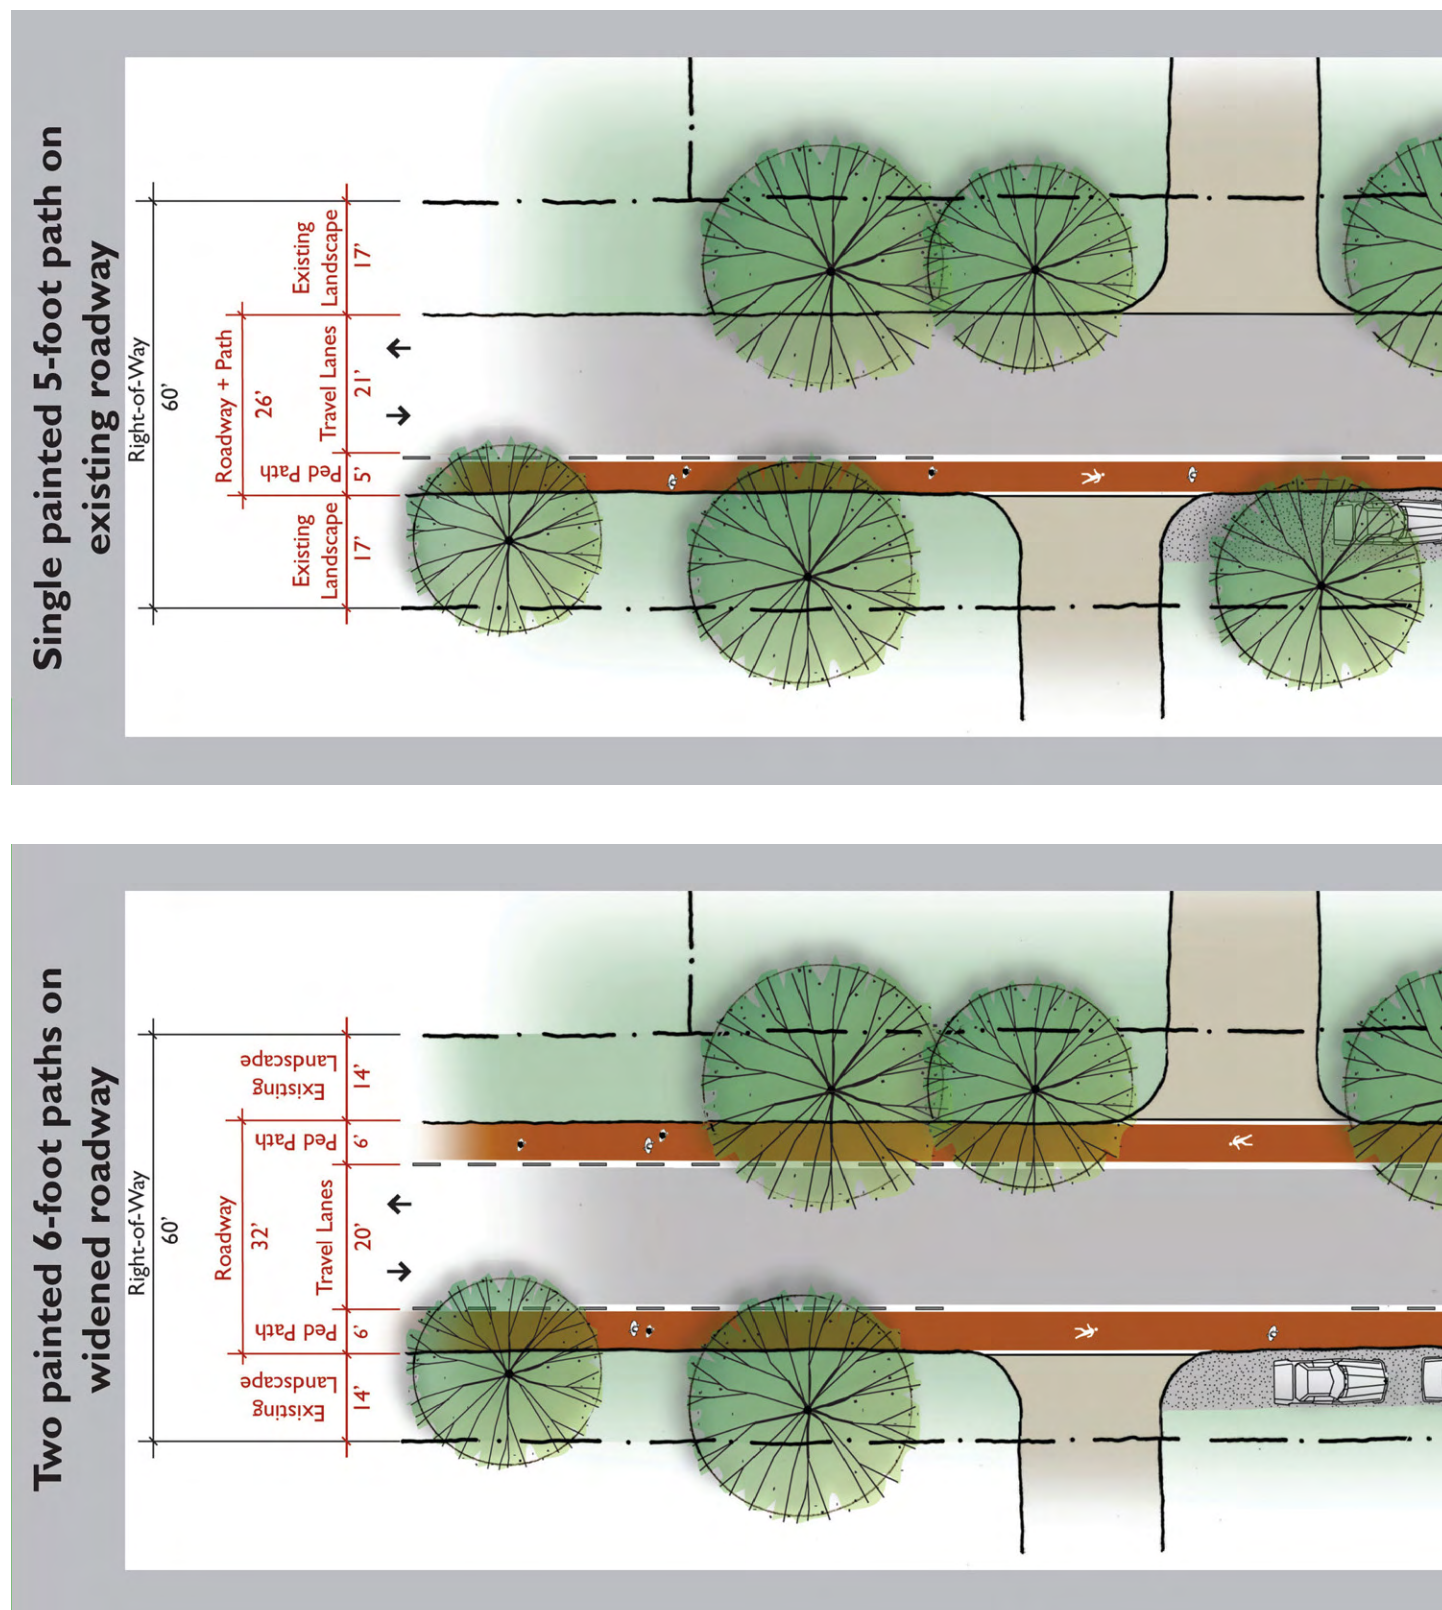 Single painted 5-foot path on
existing roadway
Right-of-Way
60’
Roadway + Path
26’
Existing
Landscape
17’
Travel Lanes
21’
Ped Path
5’
Existing
Landscape
17’
Two painted 6-foot paths on
widened roadway
Right-of-Way
60’
Roadway
32’
Existing
Landscape
14’
Ped Path
6’
Travel Lanes
20’
Ped Path
6’
Existing
Landscape
14’